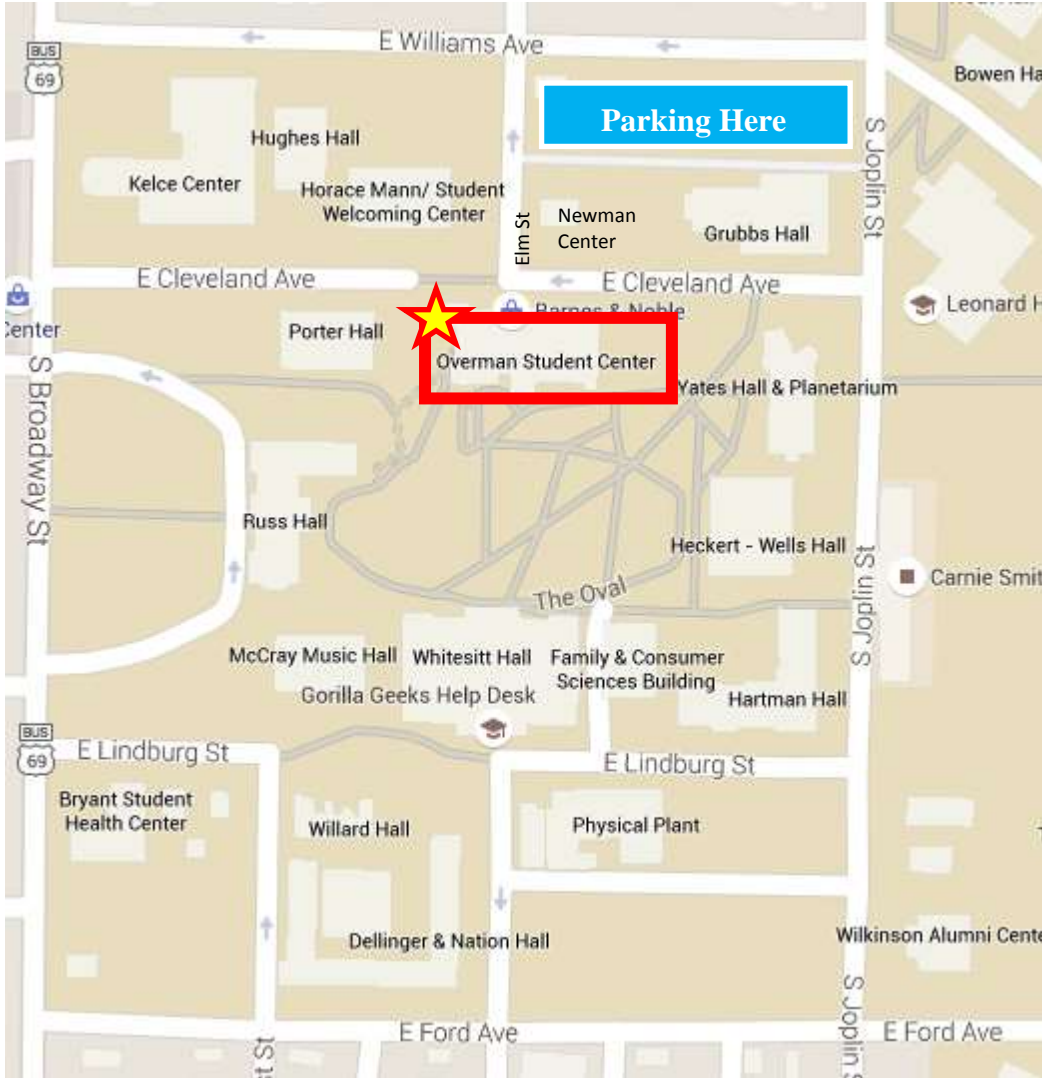 E Williams Ave
BUS
69
Bowen Ha
Parking Here
Hughes Hall
S Joplin St
Kelce Center
Horace Mann/ Student
Welcoming Center
Elm St
Newman
Center
Grubbs Hall
E Cleveland Ave
E Cleveland Ave
Center
Barnes & Noble
Leonard H
Porter Hall
Overman Student Center
Yates Hall & Planetarium
S Broadway St
Russ Hall
Heckert - Wells Hall
S Joplin St
Carnie Smit
The Oval
McCray Music Hall
Whitesitt Hall
Family & Consumer
Sciences Building
Gorilla Geeks Help Desk
Hartman Hall
BUS
69
E Lindburg St
E Lindburg St
Bryant Student
Health Center
Willard Hall
Physical Plant
Dellinger & Nation Hall
Wilkinson Alumni Cente
S Joplin S
E Ford Ave
E Ford Ave
st St